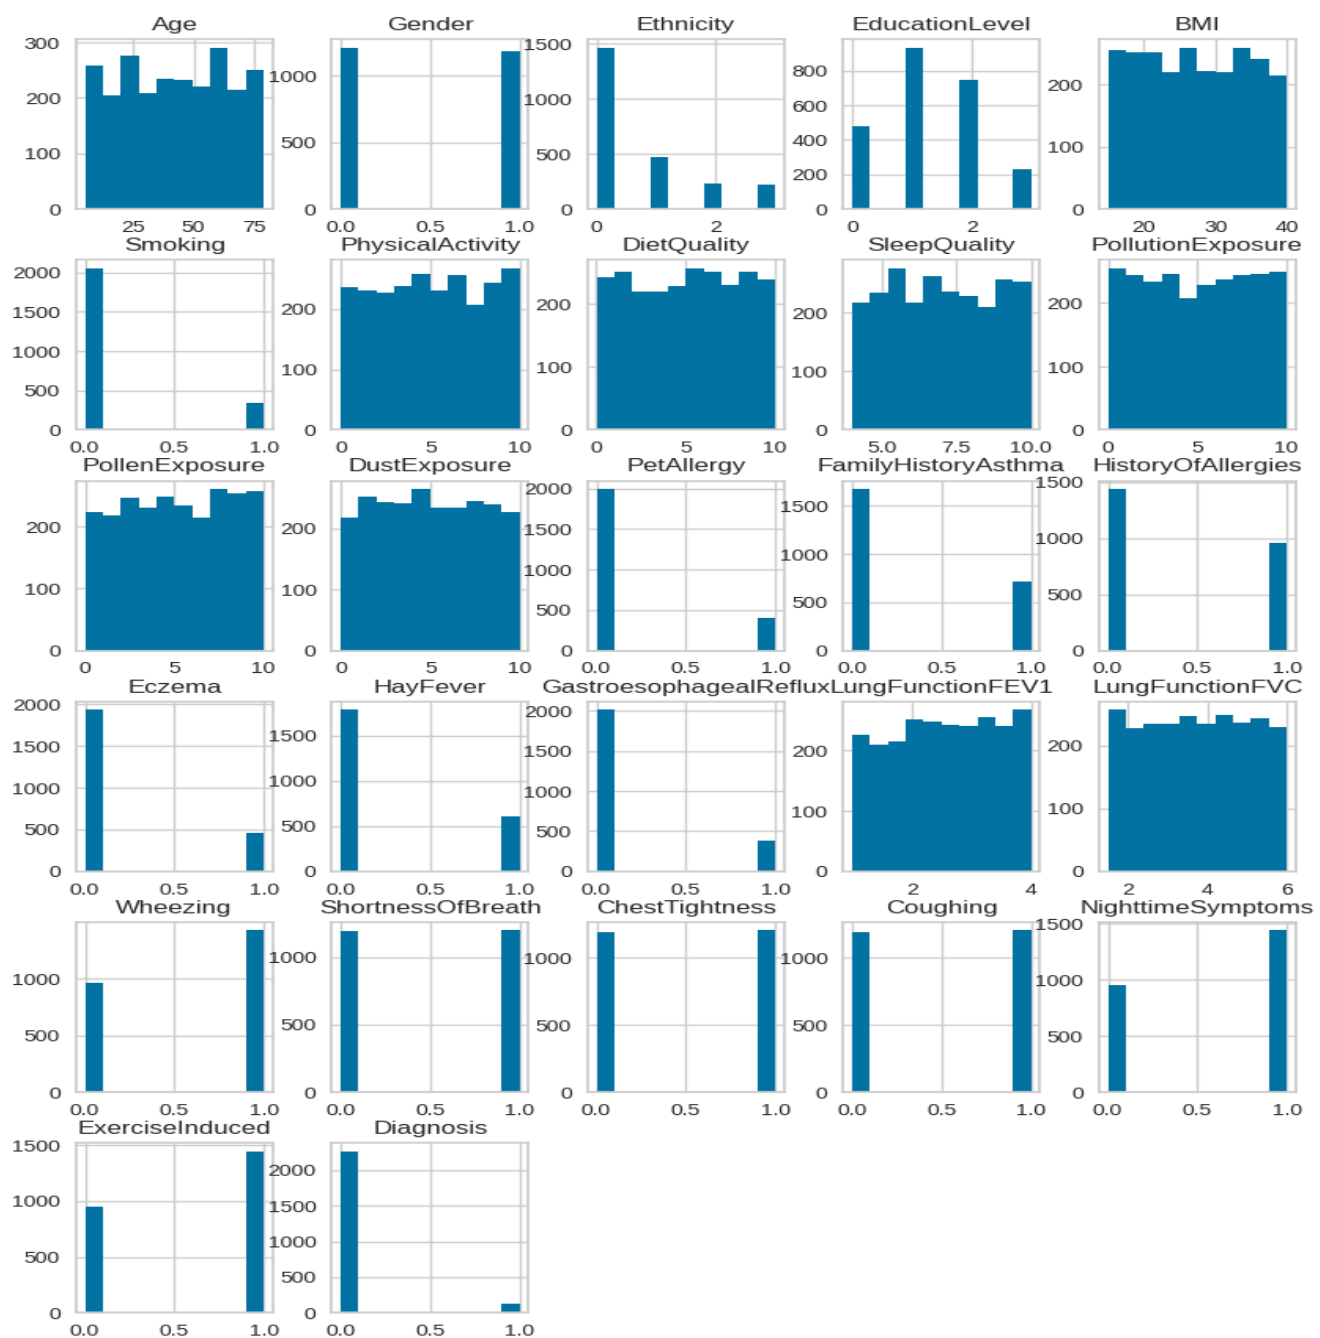 Age Gender Ethnicity EducationLevel BMI
300 200 100 0 25 50 75
1000 500 0 0.0 0.5 1.0
1500 1000 500 0 0 2
800 600 400 200 0 0 2
200 100 0 20 30 40
Smoking PhysicalActivity DietQuality SleepQuality PollutionExposure
2000 1500 1000 500 0 0.0 0.5 1.0
200 100 0 0 5 10
200 100 0 0 5 10
200 100 0 5.0 7.5 10.0
200 100 0 0 5 10
PollenExposure DustExposure PetAllergy FamilyHistoryAsthma HistoryOfAllergies
200 100 0 0 5 10
200 100 0 0 5 10
2000 1500 1000 500 0 0.0 0.5 1.0
1500 1000 500 0 0.0 0.5 1.0
1500 1000 500 0 0.0 0.5 1.0
Eczema HayFever GastroesophagealRefluxLungFunctionFEV1 LungFunctionFVC
2000 1500 1000 500 0 0.0 0.5 1.0
1500 1000 500 0 0.0 0.5 1.0
2000 1500 1000 500 0 0.0 0.5 1.0
200 100 0 2 4
200 100 0 2 4 6
Wheezing ShortnessOfBreath ChestTightness Coughing NighttimeSymptoms
1000 500 0 0.0 0.5 1.0
1000 500 0 0.0 0.5 1.0
1000 500 0 0.0 0.5 1.0
1000 500 0 0.0 0.5 1.0
1500 1000 500 0 0.0 0.5 1.0
ExerciseInduced Diagnosis
1500 1000 500 0 0.0 0.5 1.0
2000 1500 1000 500 0 0.0 0.5 1.0